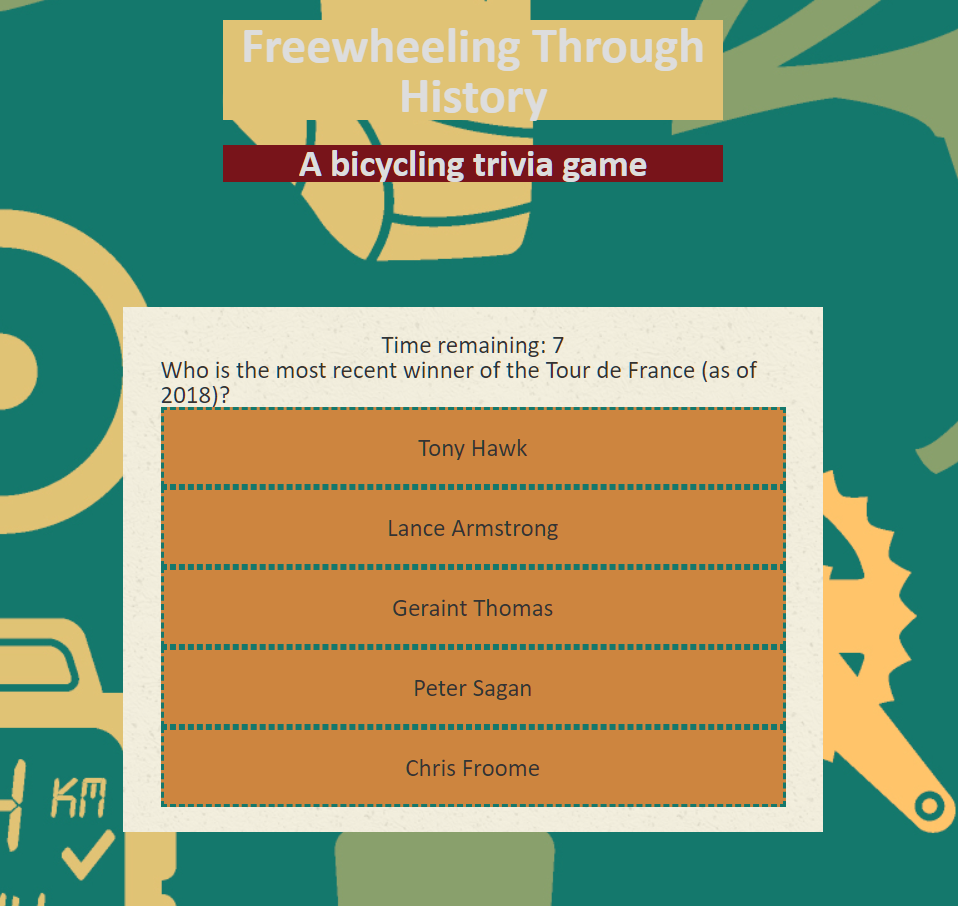 Freewheeling Through
History
A bicycling trivia game
Time remaining: 7
Who is the most recent winner of the Tour de France (as of
2018)?
Tony Hawk
Lance Armstrong
Geraint Thomas
Peter Sagan
Chris Froome
KM